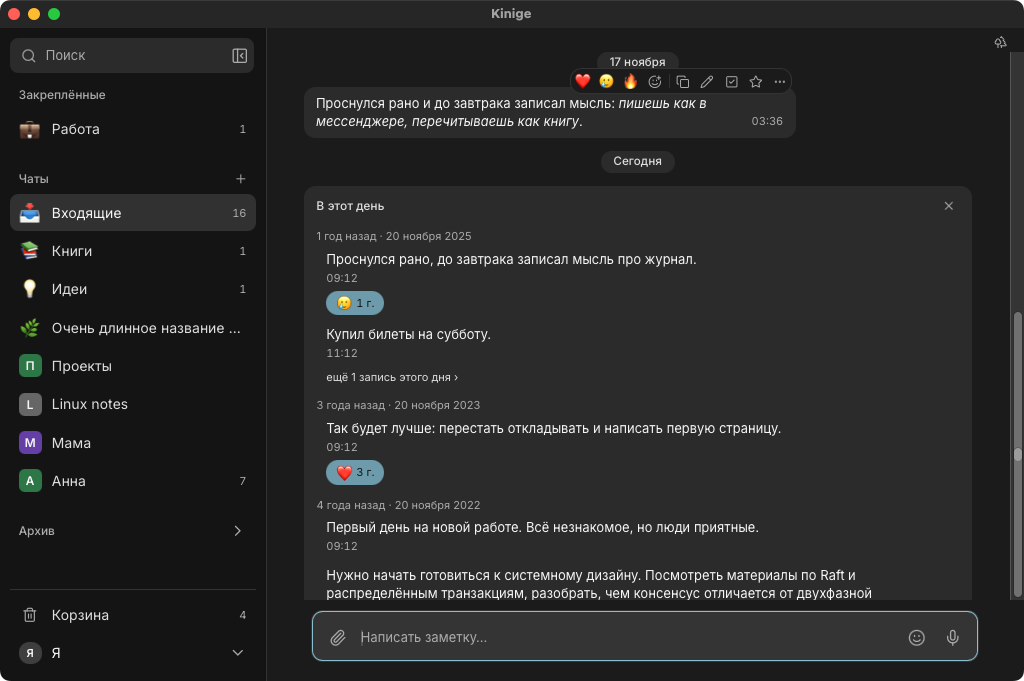 Kinige
Поиск
Закреплённые
Работа 1
Чаты
Входящие 16
Книги 1
Идеи 1
Очень длинное название ...
П Проекты
L Linux notes
М Мама
А Анна 7
Архив
Корзина 4
Я Я
17 ноября
Проснулся рано и до завтрака записал мысль: пишешь как в
мессенджере, перечитываешь как книгу.
03:36
Сегодня
В этот день
1 год назад · 20 ноября 2025
Проснулся рано, до завтрака записал мысль про журнал.
09:12
1 г.
Купил билеты на субботу.
11:12
ещё 1 запись этого дня ›
3 года назад · 20 ноября 2023
Так будет лучше: перестать откладывать и написать первую страницу.
09:12
3 г.
4 года назад · 20 ноября 2022
Первый день на новой работе. Всё незнакомое, но люди приятные.
09:12
Нужно начать готовиться к системному дизайну. Посмотреть материалы по Raft и
распределённым транзакциям, разобрать, чем консенсус отличается от двухфазной
Написать заметку...